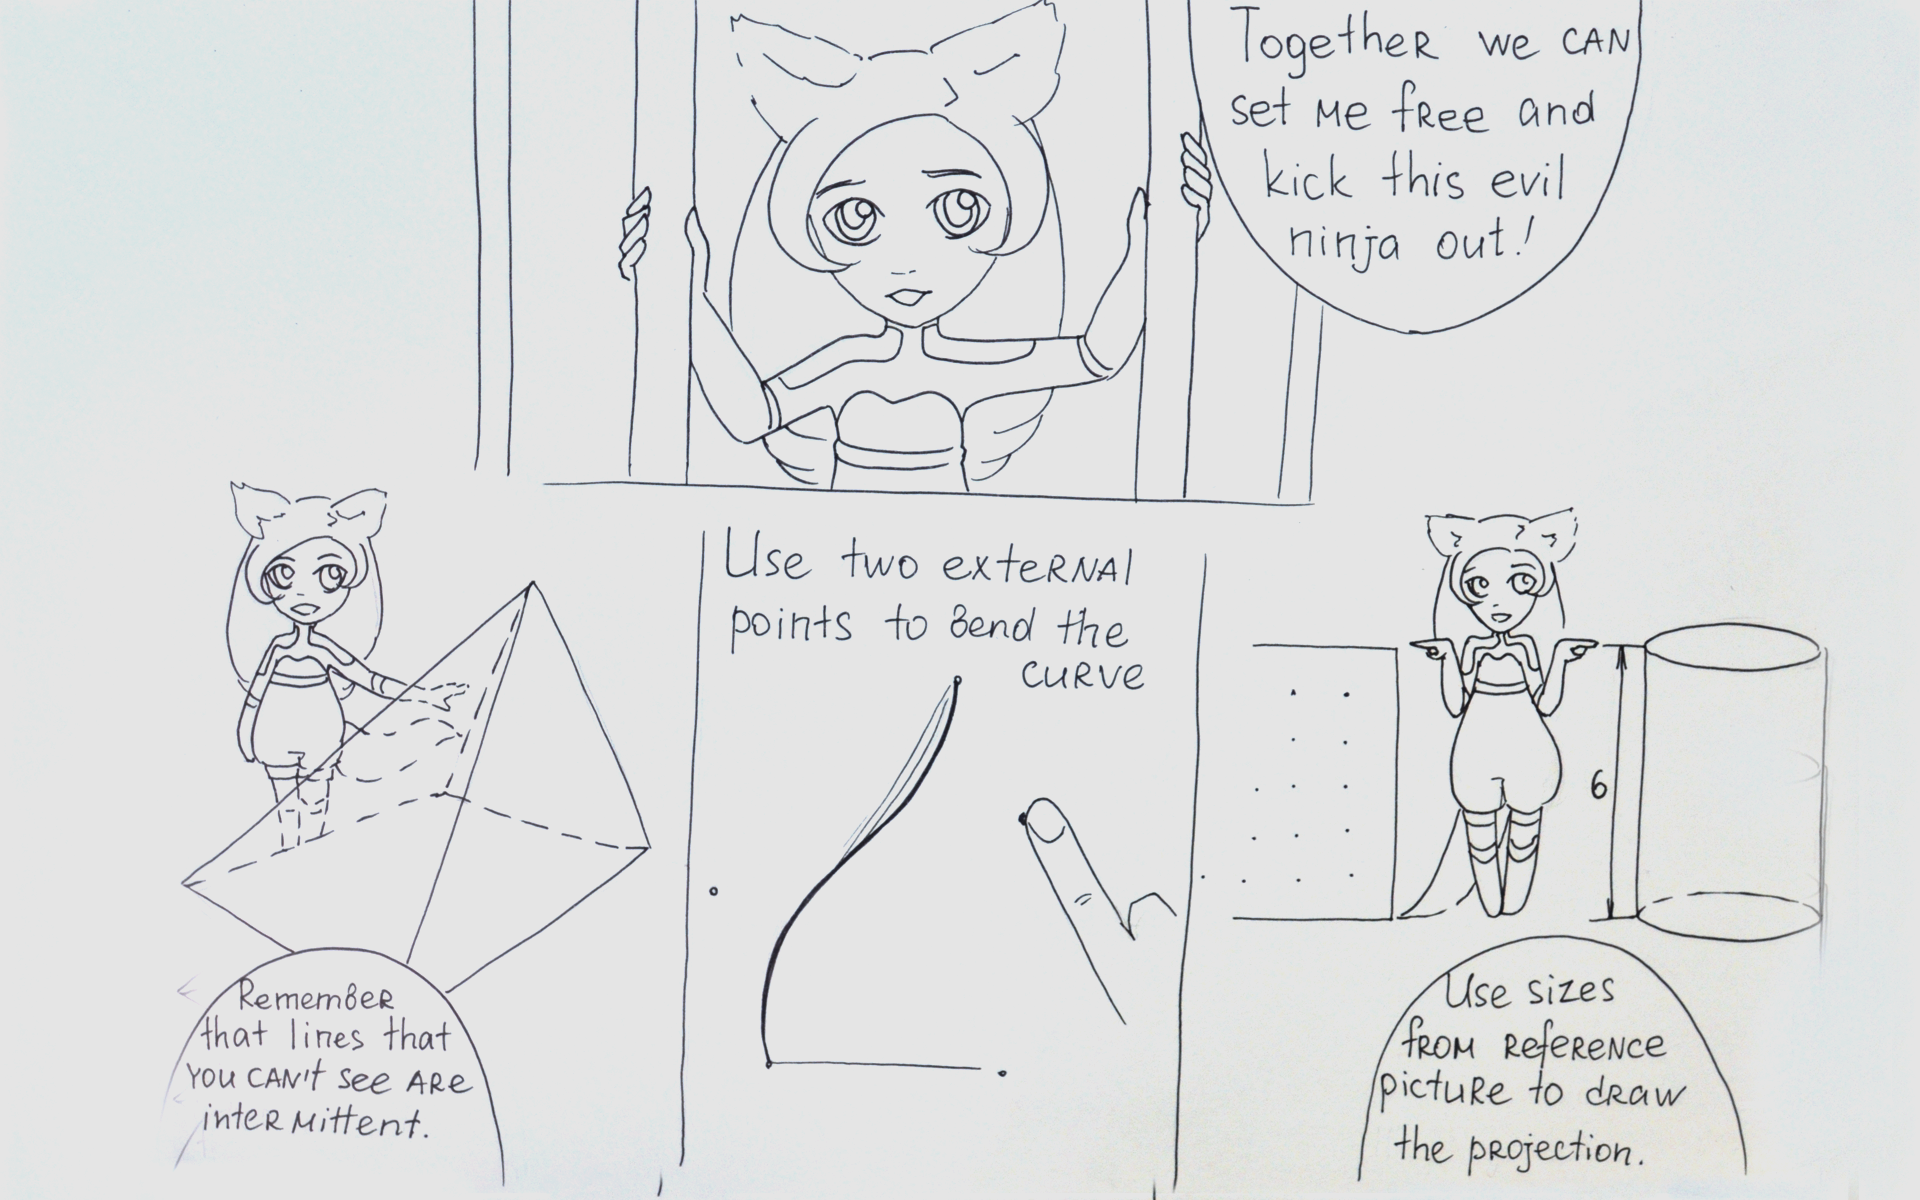 Together we can
set me free and
kick this evil
ninja out!
Use two external
points to bend the
curve
6
Remember
that lines that
you can't see are
intermittent.
Use sizes
from reference
picture to draw
the projection.